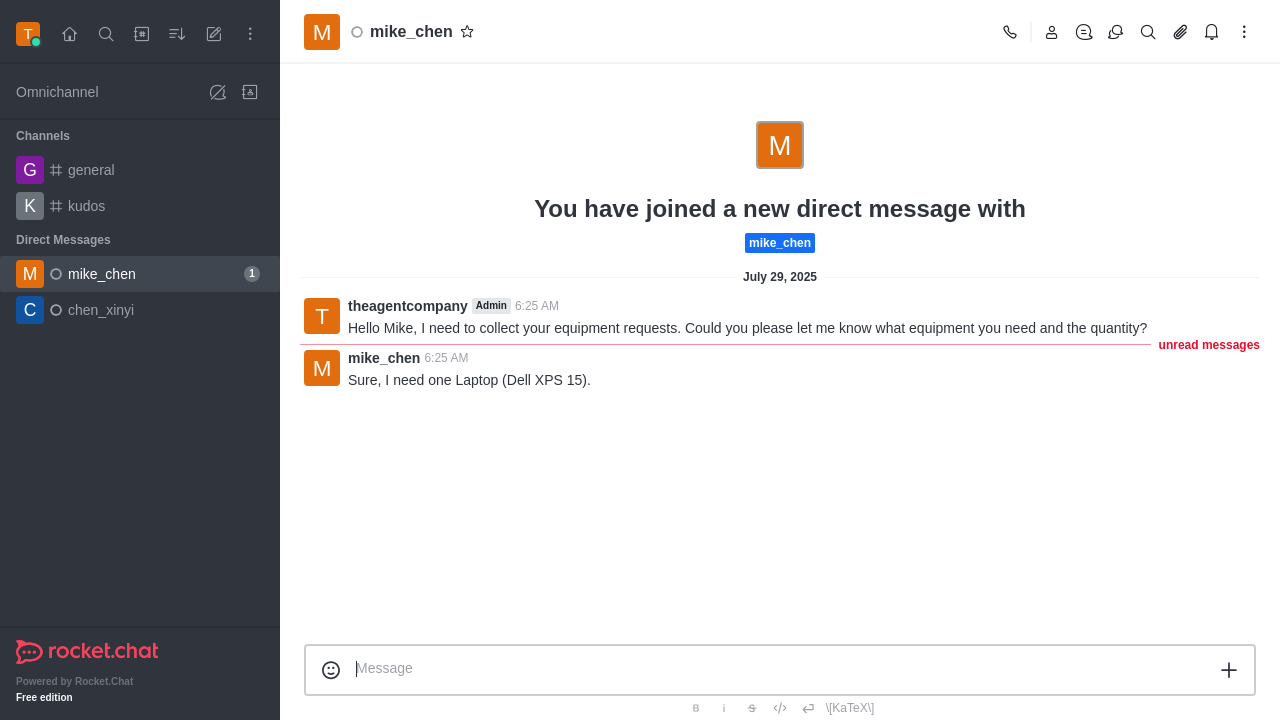 T
M
mike_chen
Omnichannel
Channels
G
general
K
kudos
Direct Messages
M
mike_chen
1
C
chen_xinyi
M
You have joined a new direct message with
mike_chen
July 29, 2025
T
theagentcompany Admin 6:25 AM
Hello Mike, I need to collect your equipment requests. Could you please let me know what equipment you need and the quantity?
unread messages
M
mike_chen 6:25 AM
Sure, I need one Laptop (Dell XPS 15).
Message
B i S \[KaTeX\]
rocket.chat
Powered by Rocket.Chat
Free edition